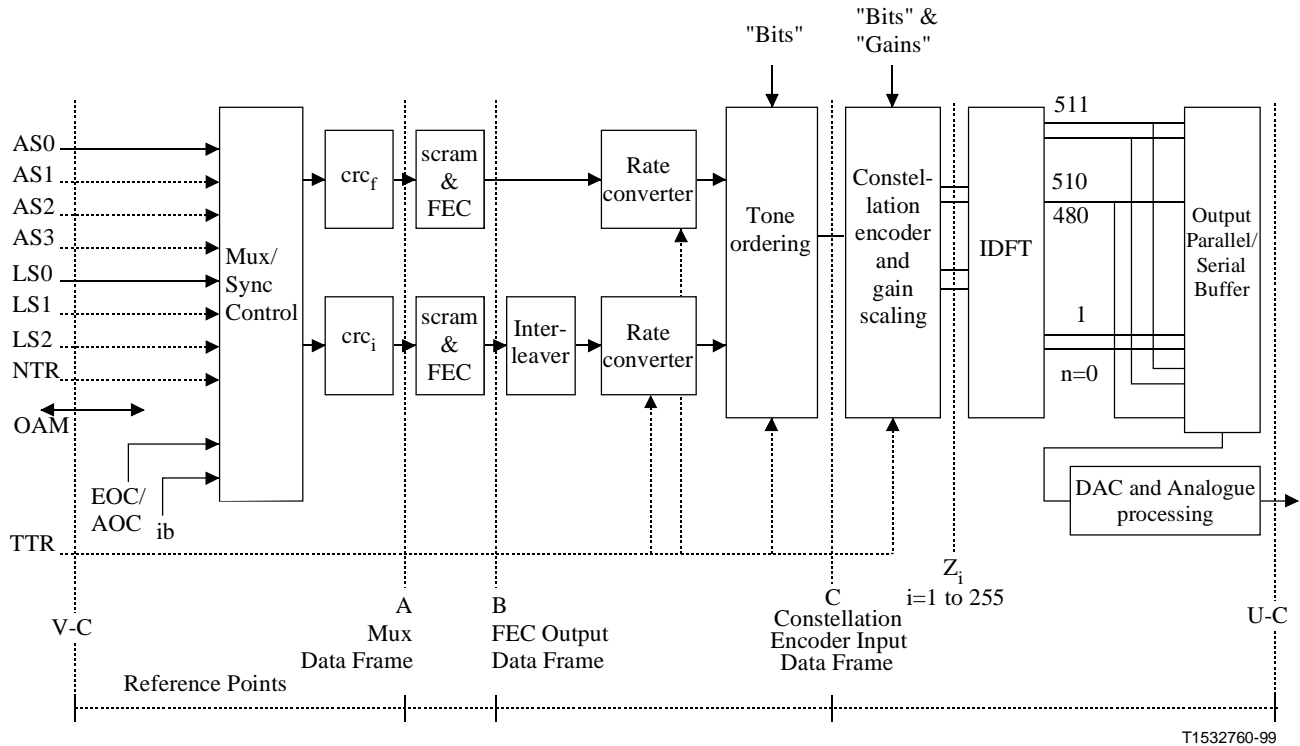 "Bits"
"Bits" &
"Gains"
AS0
AS1
AS2
AS3
LS0
LS1
LS2
NTR
OAM
EOC/
AOC
ib
TTR
Mux/
Sync
Control
crcf
crci
scram
&
FEC
scram
&
FEC
Inter-
leaver
Rate
converter
Rate
converter
Tone
ordering
Constel-
lation
encoder
and
gain
scaling
IDFT
511
510
480
1
n=0
Output
Parallel/
Serial
Buffer
DAC and Analogue
processing
Zi
i=1 to 255
V-C
A
Mux
Data Frame
B
FEC Output
Data Frame
C
Constellation
Encoder Input
Data Frame
U-C
Reference Points
T1532760-99